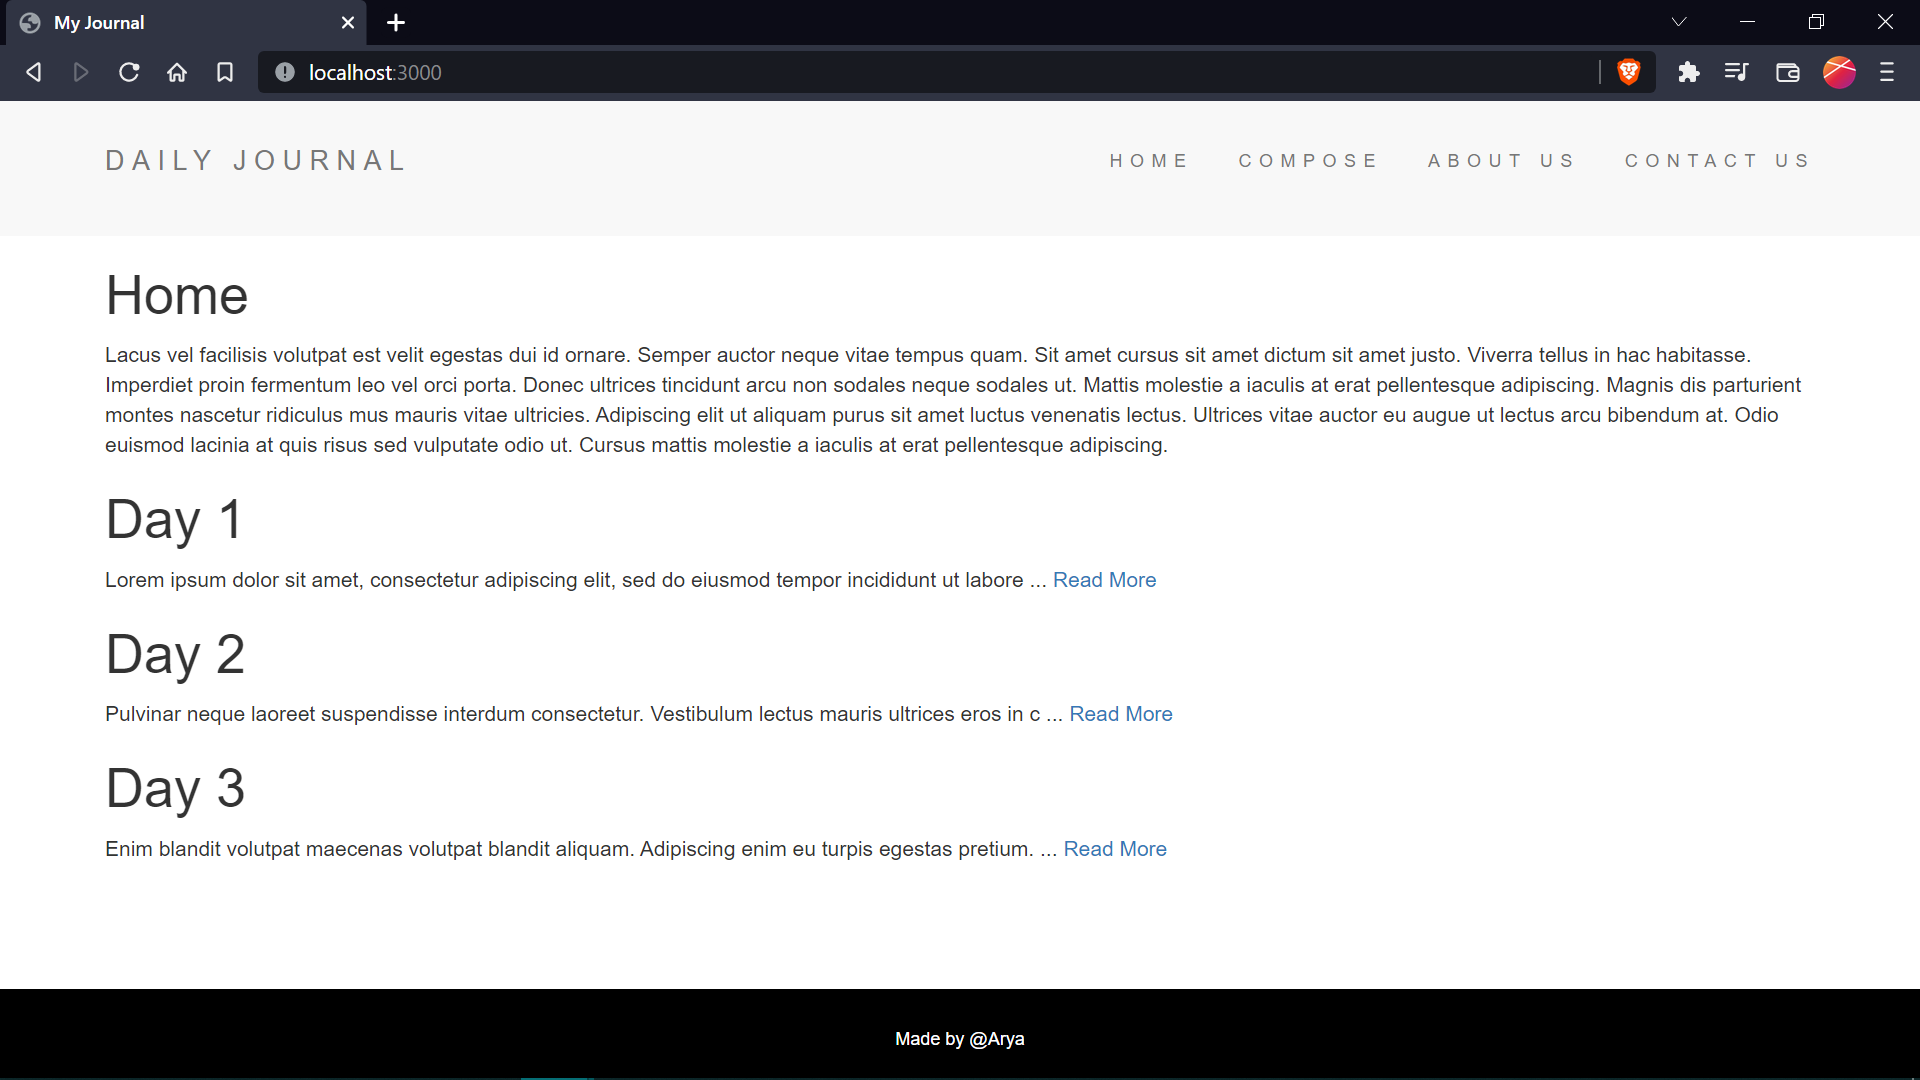 My Journal
localhost:3000
DAILY JOURNAL
HOME COMPOSE ABOUT US CONTACT US
Home
Lacus vel facilisis volutpat est velit egestas dui id ornare. Semper auctor neque vitae tempus quam. Sit amet cursus sit amet dictum sit amet justo. Viverra tellus in hac habitasse.
Imperdiet proin fermentum leo vel orci porta. Donec ultrices tincidunt arcu non sodales neque sodales ut. Mattis molestie a iaculis at erat pellentesque adipiscing. Magnis dis parturient
montes nascetur ridiculus mus mauris vitae ultricies. Adipiscing elit ut aliquam purus sit amet luctus venenatis lectus. Ultrices vitae auctor eu augue ut lectus arcu bibendum at. Odio
euismod lacinia at quis risus sed vulputate odio ut. Cursus mattis molestie a iaculis at erat pellentesque adipiscing.
Day 1
Lorem ipsum dolor sit amet, consectetur adipiscing elit, sed do eiusmod tempor incididunt ut labore ... Read More
Day 2
Pulvinar neque laoreet suspendisse interdum consectetur. Vestibulum lectus mauris ultrices eros in c ... Read More
Day 3
Enim blandit volutpat maecenas volutpat blandit aliquam. Adipiscing enim eu turpis egestas pretium. ... Read More
Made by @Arya